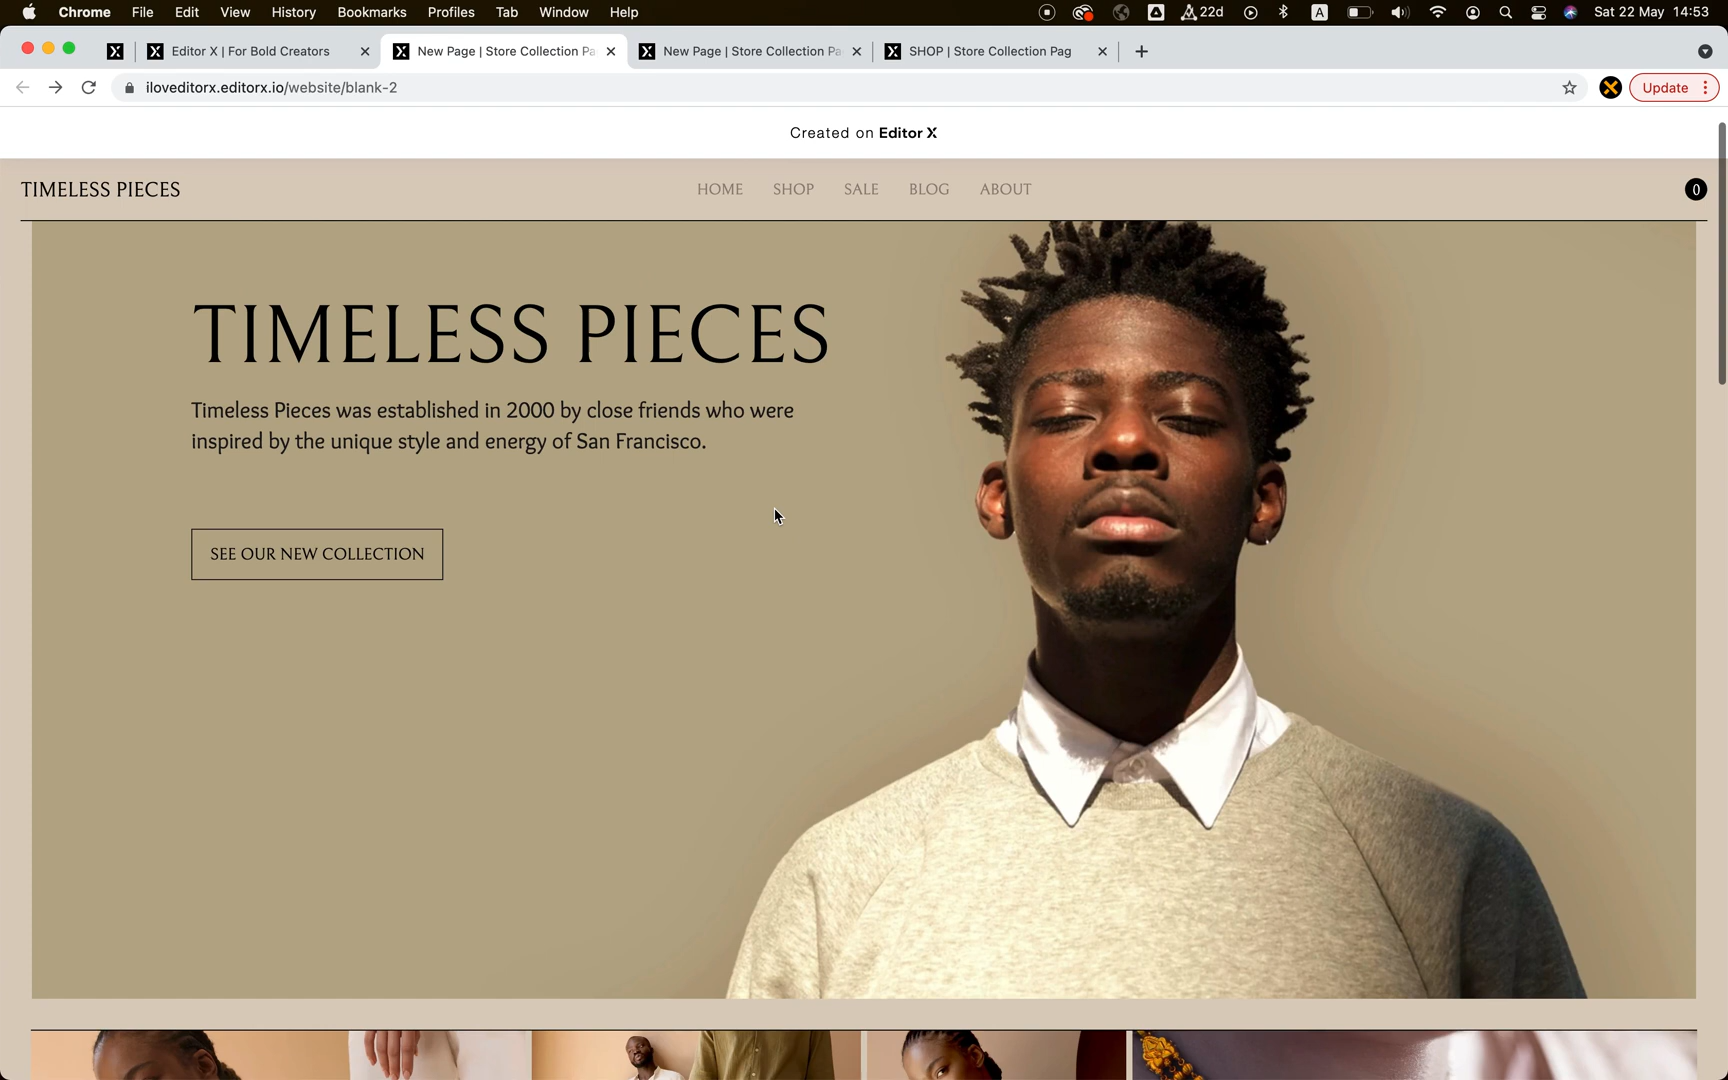 Chrome File Edit View History Bookmarks Profiles Tab Window Help
A 22d A Sat 22 May 14:53
Editor X | For Bold Creators
New Page | Store Collection Pa
New Page | Store Collection Pa
SHOP | Store Collection Pag
iloveditorx.editorx.io/website/blank-2
Update
Created on Editor X
TIMELESS PIECES
HOME SHOP SALE BLOG ABOUT
0
TIMELESS PIECES
Timeless Pieces was established in 2000 by close friends who were
inspired by the unique style and energy of San Francisco.
SEE OUR NEW COLLECTION